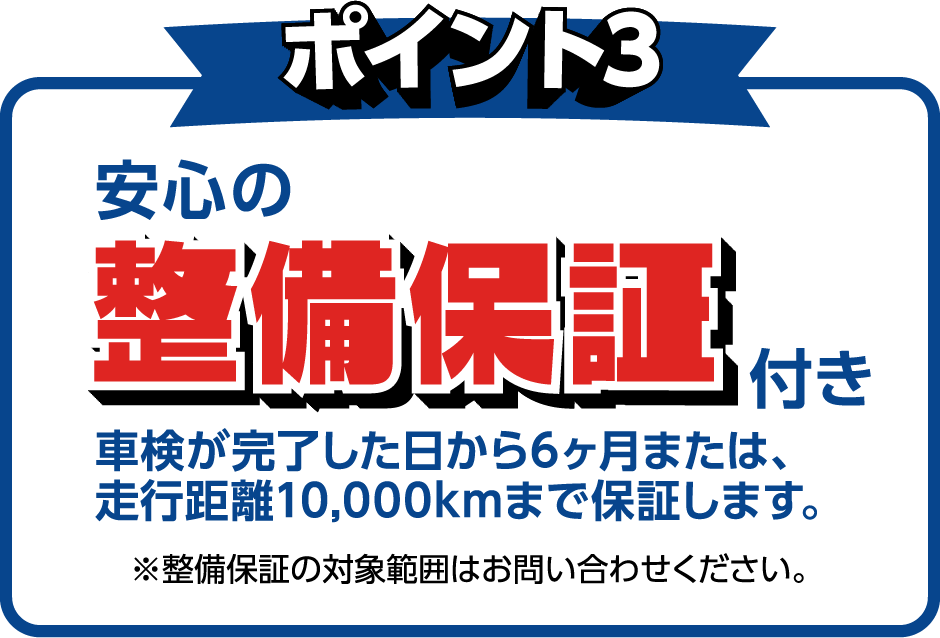 ポイント3
安心の
整備保証
付き
車検が完了した日から6ヶ月または、
走行距離10,000kmまで保証します。
※整備保証の対象範囲はお問い合わせください。